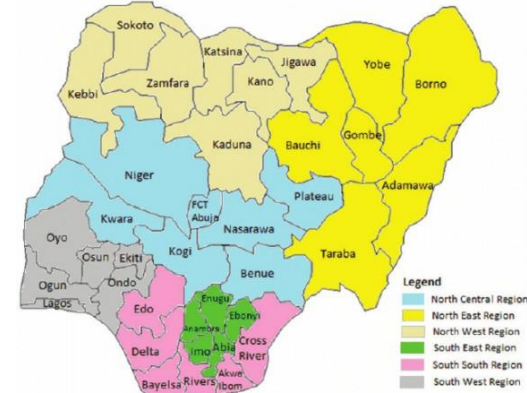 Sokoto
Katsina
Jigawa
Yobe
Borno
Kebbi
Zamfara
Kano
Kaduna
Bauchi
Gombe
Adamawa
Niger
FCT
Abuja
Plateau
Kwara
Nasarawa
Taraba
Oyo
Kogi
Benue
Osun
Ekiti
Ogun
Ondo
Lagos
Edo
Enugu
Ebonyi
Anambra
Imo
Abia
Cross
River
Delta
Bayelsa
Rivers
Akwa
Ibom
Legend
North Central Region
North East Region
North West Region
South East Region
South South Region
South West Region